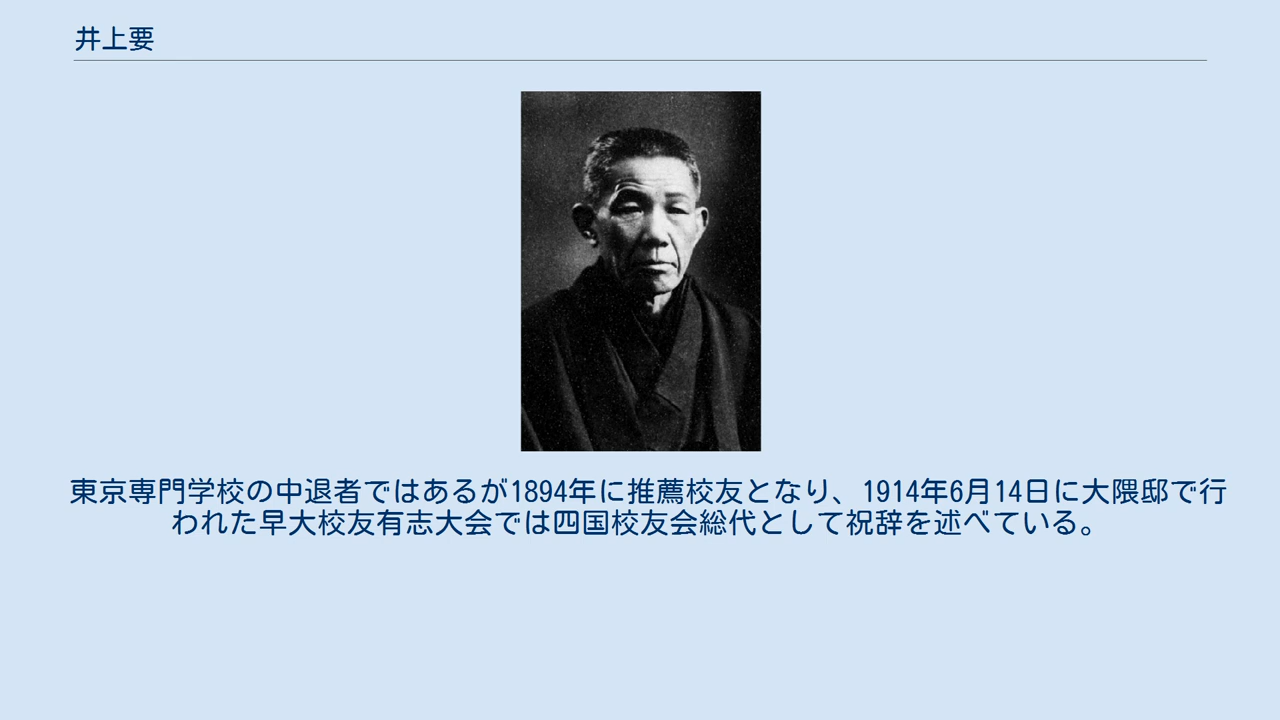 井上要
東京専門学校の中退者ではあるが1894年に推薦校友となり、1914年6月14日に大隈邸で行
われた早大校友有志大会では四国校友会総代として祝辞を述べている。